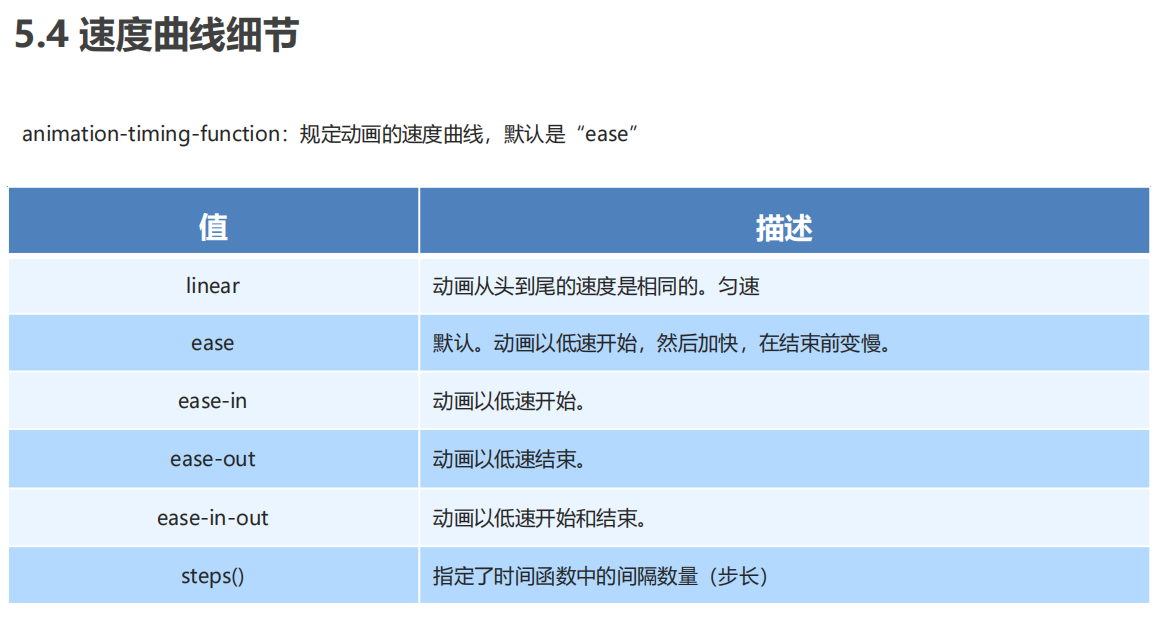 5.4 速度曲线细节
animation-timing-function：规定动画的速度曲线，默认是“ease”
值 描述
linear 动画从头到尾的速度是相同的。匀速
ease 默认。动画以低速开始，然后加快，在结束前变慢。
ease-in 动画以低速开始。
ease-out 动画以低速结束。
ease-in-out 动画以低速开始和结束。
steps() 指定了时间函数中的间隔数量（步长）